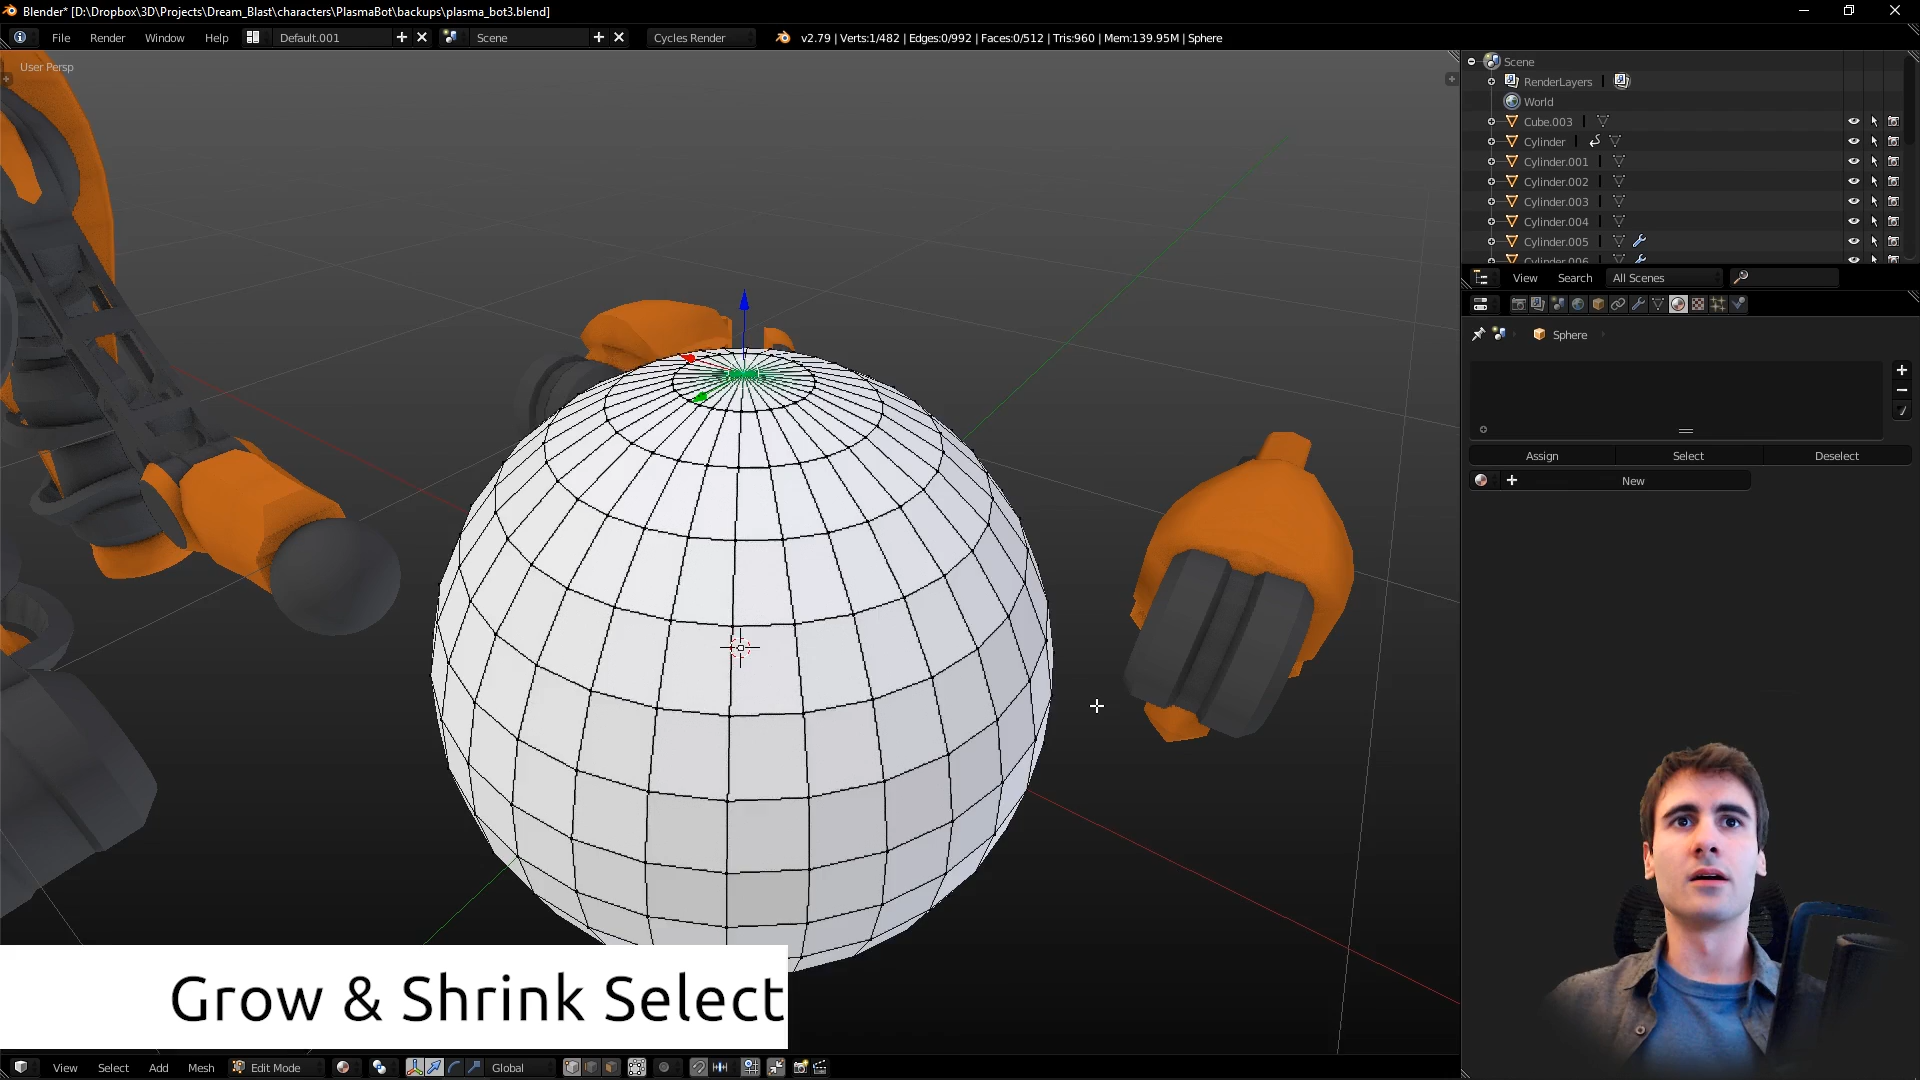 Blender* [D:\Dropbox\3D\Projects\Dream_Blast\characters\PlasmaBot\backups\plasma_bot3.blend]
File Render Window Help Default.001 Scene Cycles Render v2.79 | Verts:1/482 | Edges:0/992 | Faces:0/512 | Tris:960 | Mem:139.95M | Sphere
User Persp
Scene
RenderLayers
World
Cube.003
Cylinder
Cylinder.001
Cylinder.002
Cylinder.003
Cylinder.004
Cylinder.005
Cylinder.006
View Search All Scenes
Sphere
Assign Select Deselect
New
Grow & Shrink Select
View Select Add Mesh Edit Mode Global